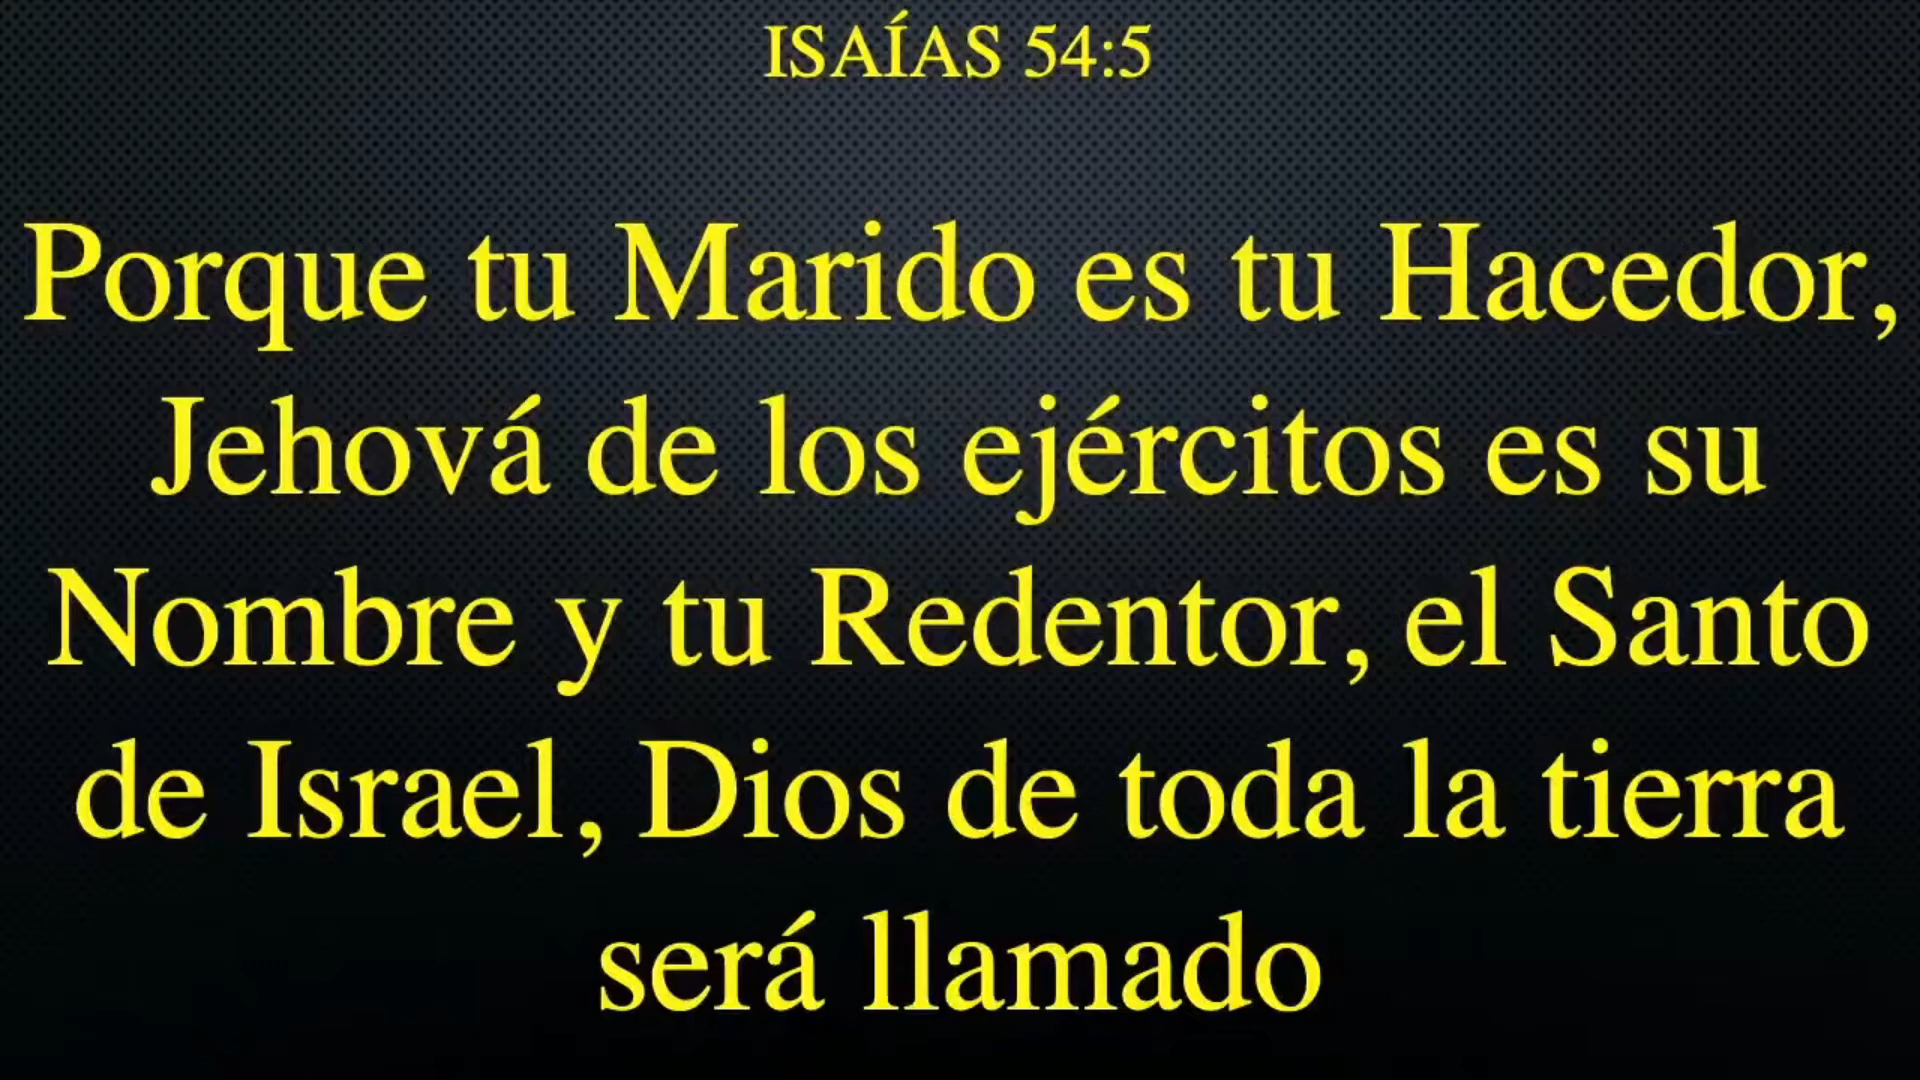 ISAÍAS 54:5
Porque tu Marido es tu Hacedor,
Jehová de los ejércitos es su
Nombre y tu Redentor, el Santo
de Israel, Dios de toda la tierra
será llamado